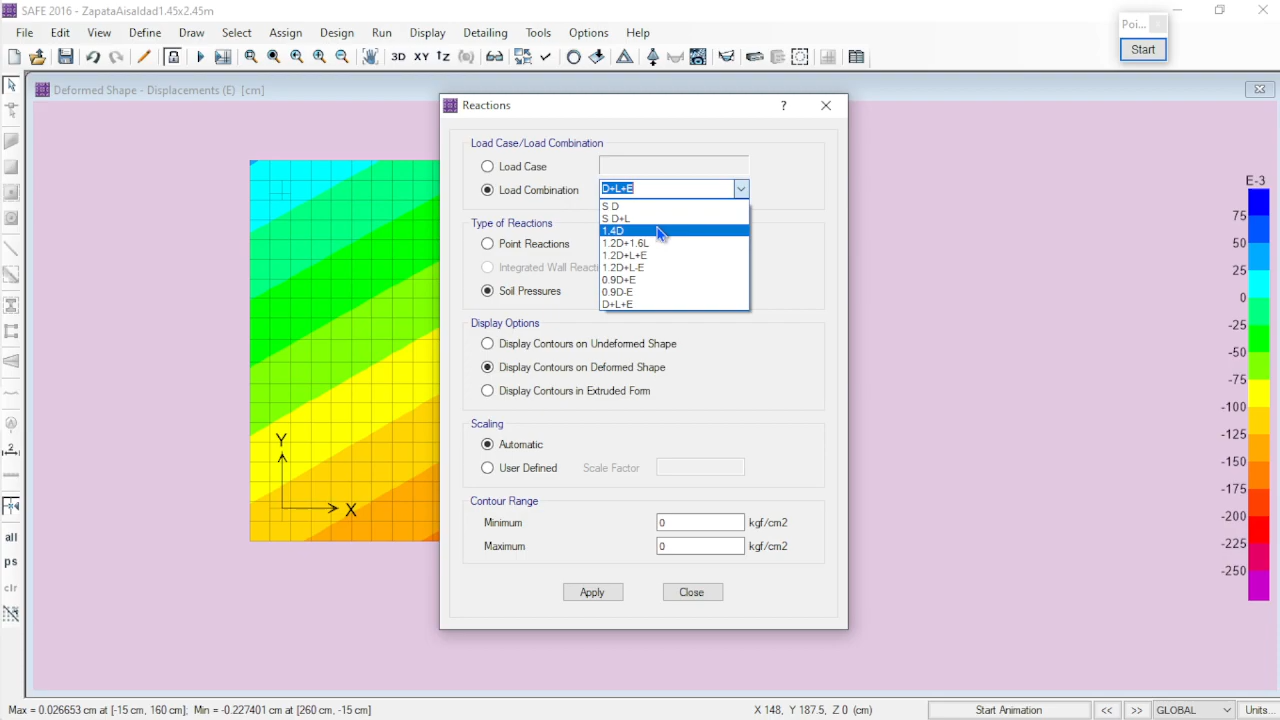 SAFE 2016 - ZapataAisaldad1.45x2.45m
File Edit View Define Draw Select Assign Design Run Display Detailing Tools Options Help
Poi...
Start
3D XY
Deformed Shape - Displacements (E) [cm]
Reactions
?
Load Case/Load Combination
Load Case
Load Combination
D+L+E
S D
S D+L
1.4D
1.2D+1.6L
1.2D+L+E
1.2D+L-E
0.9D+E
0.9D-E
D+L+E
Type of Reactions
Point Reactions
Integrated Wall Reacti
Soil Pressures
Display Options
Display Contours on Undeformed Shape
Display Contours on Deformed Shape
Display Contours in Extruded Form
Scaling
Automatic
User Defined Scale Factor
Contour Range
Minimum 0 kgf/cm2
Maximum 0 kgf/cm2
Apply Close
Y
X
E-3
75
50
25
0
-25
-50
-75
-100
-125
-150
-175
-200
-225
-250
all
ps
clr
Max = 0.026653 cm at [-15 cm, 160 cm]; Min = -0.227401 cm at [260 cm, -15 cm]
X 148, Y 187.5, Z 0 (cm)
Start Animation << >> GLOBAL Units...